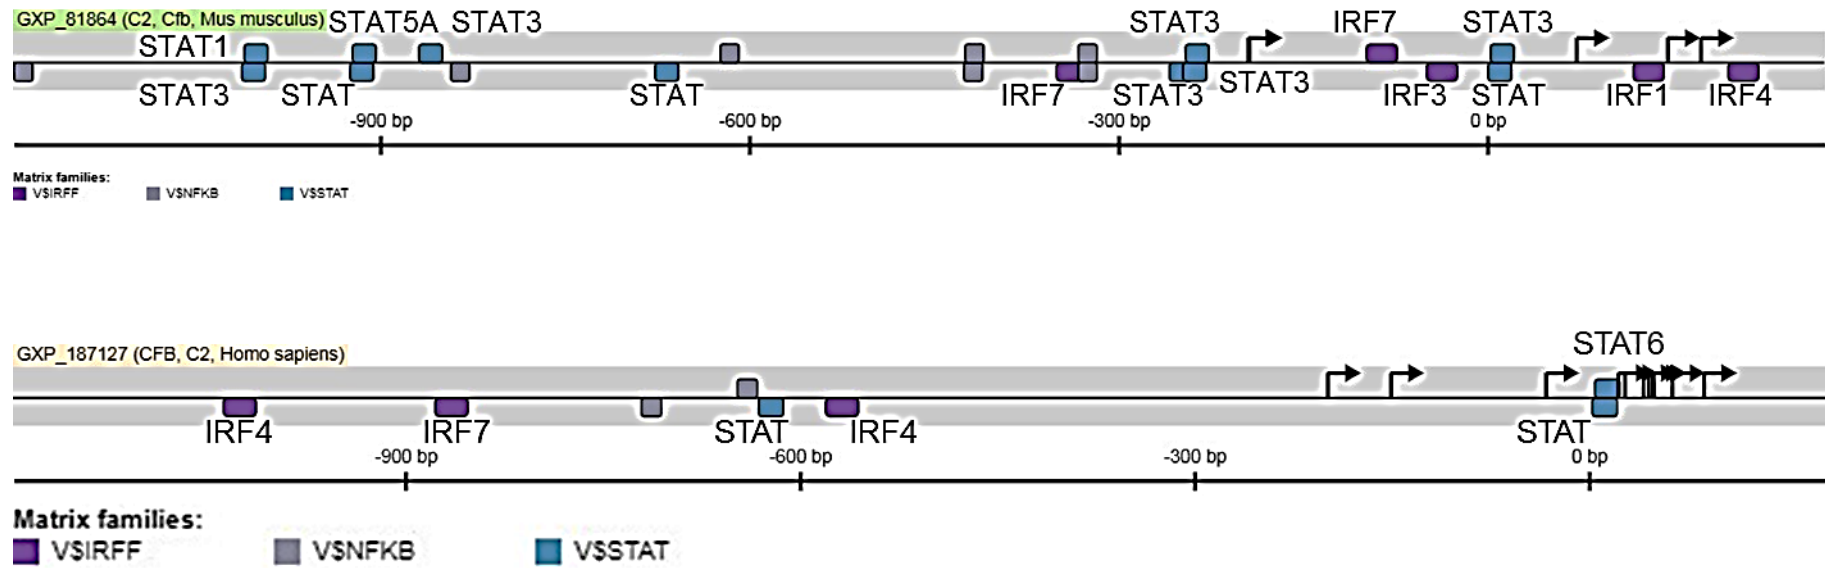 GXP_81864 (C2, Cfb, Mus musculus) STAT5A STAT3 STAT3 IRF7 STAT3
STAT1
STAT3
STAT3 STAT STAT IRF7 STAT3 IRF3 STAT IRF1 IRF4
-900 bp -600 bp -300 bp 0 bp
Matrix families:
V$IRFF V$NFKB V$STAT
STAT6
GXP_187127 (CFB, C2, Homo sapiens)
IRF4 IRF7 STAT IRF4 STAT
-900 bp -600 bp -300 bp 0 bp
Matrix families:
V$IRFF V$NFKB V$STAT